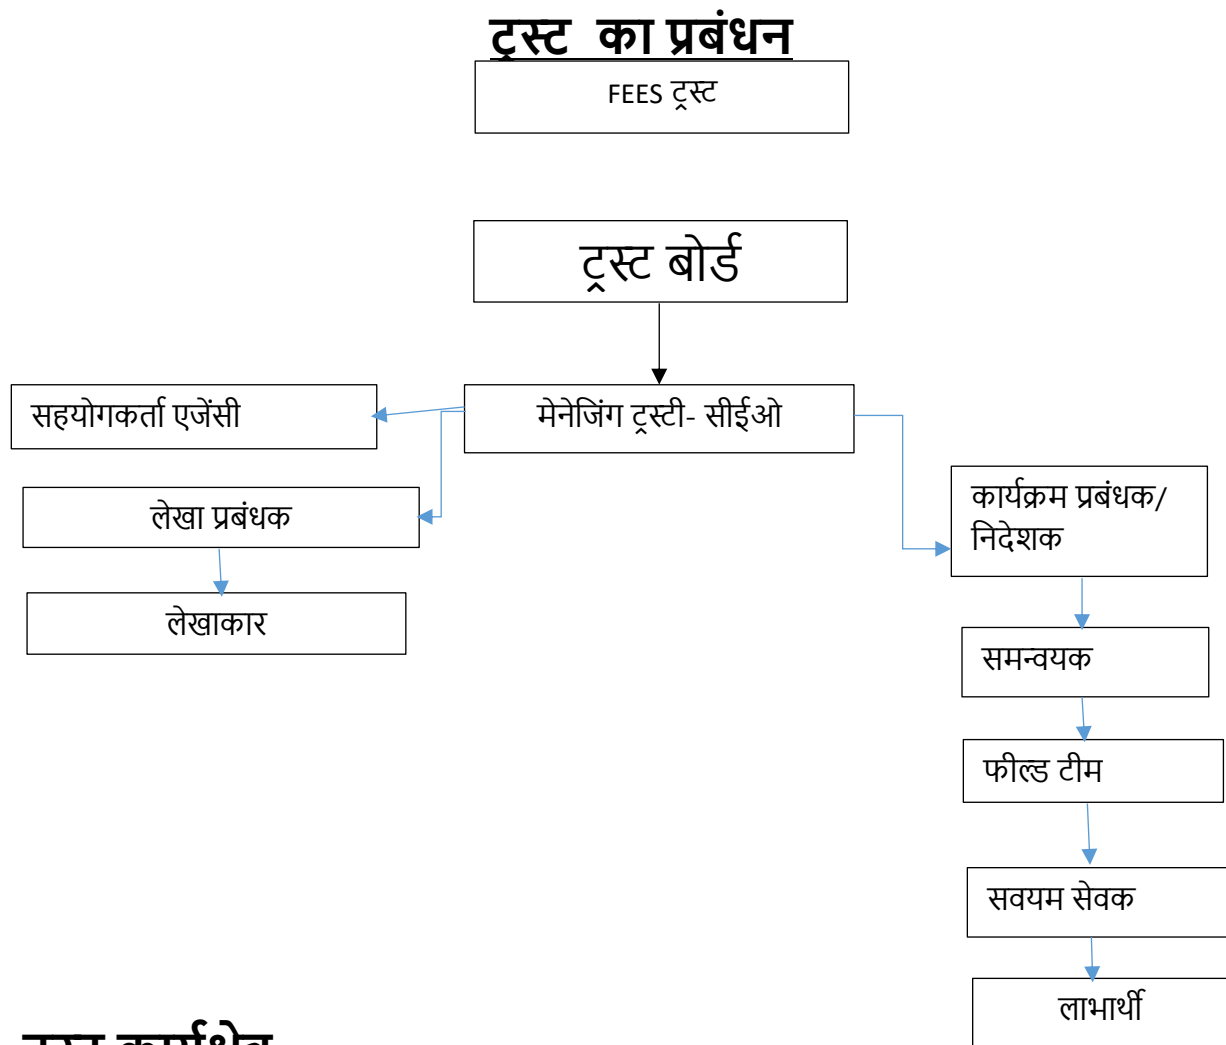 ट्रस्ट का प्रबंधन
FEES ट्रस्ट
ट्रस्ट बोर्ड
सहयोगकर्ता एजेंसी
मेनेजिंग ट्रस्टी- सीईओ
लेखा प्रबंधक
लेखाकार
कार्यक्रम प्रबंधक/
निदेशक
समन्वयक
फील्ड टीम
सवयम सेवक
लाभार्थी